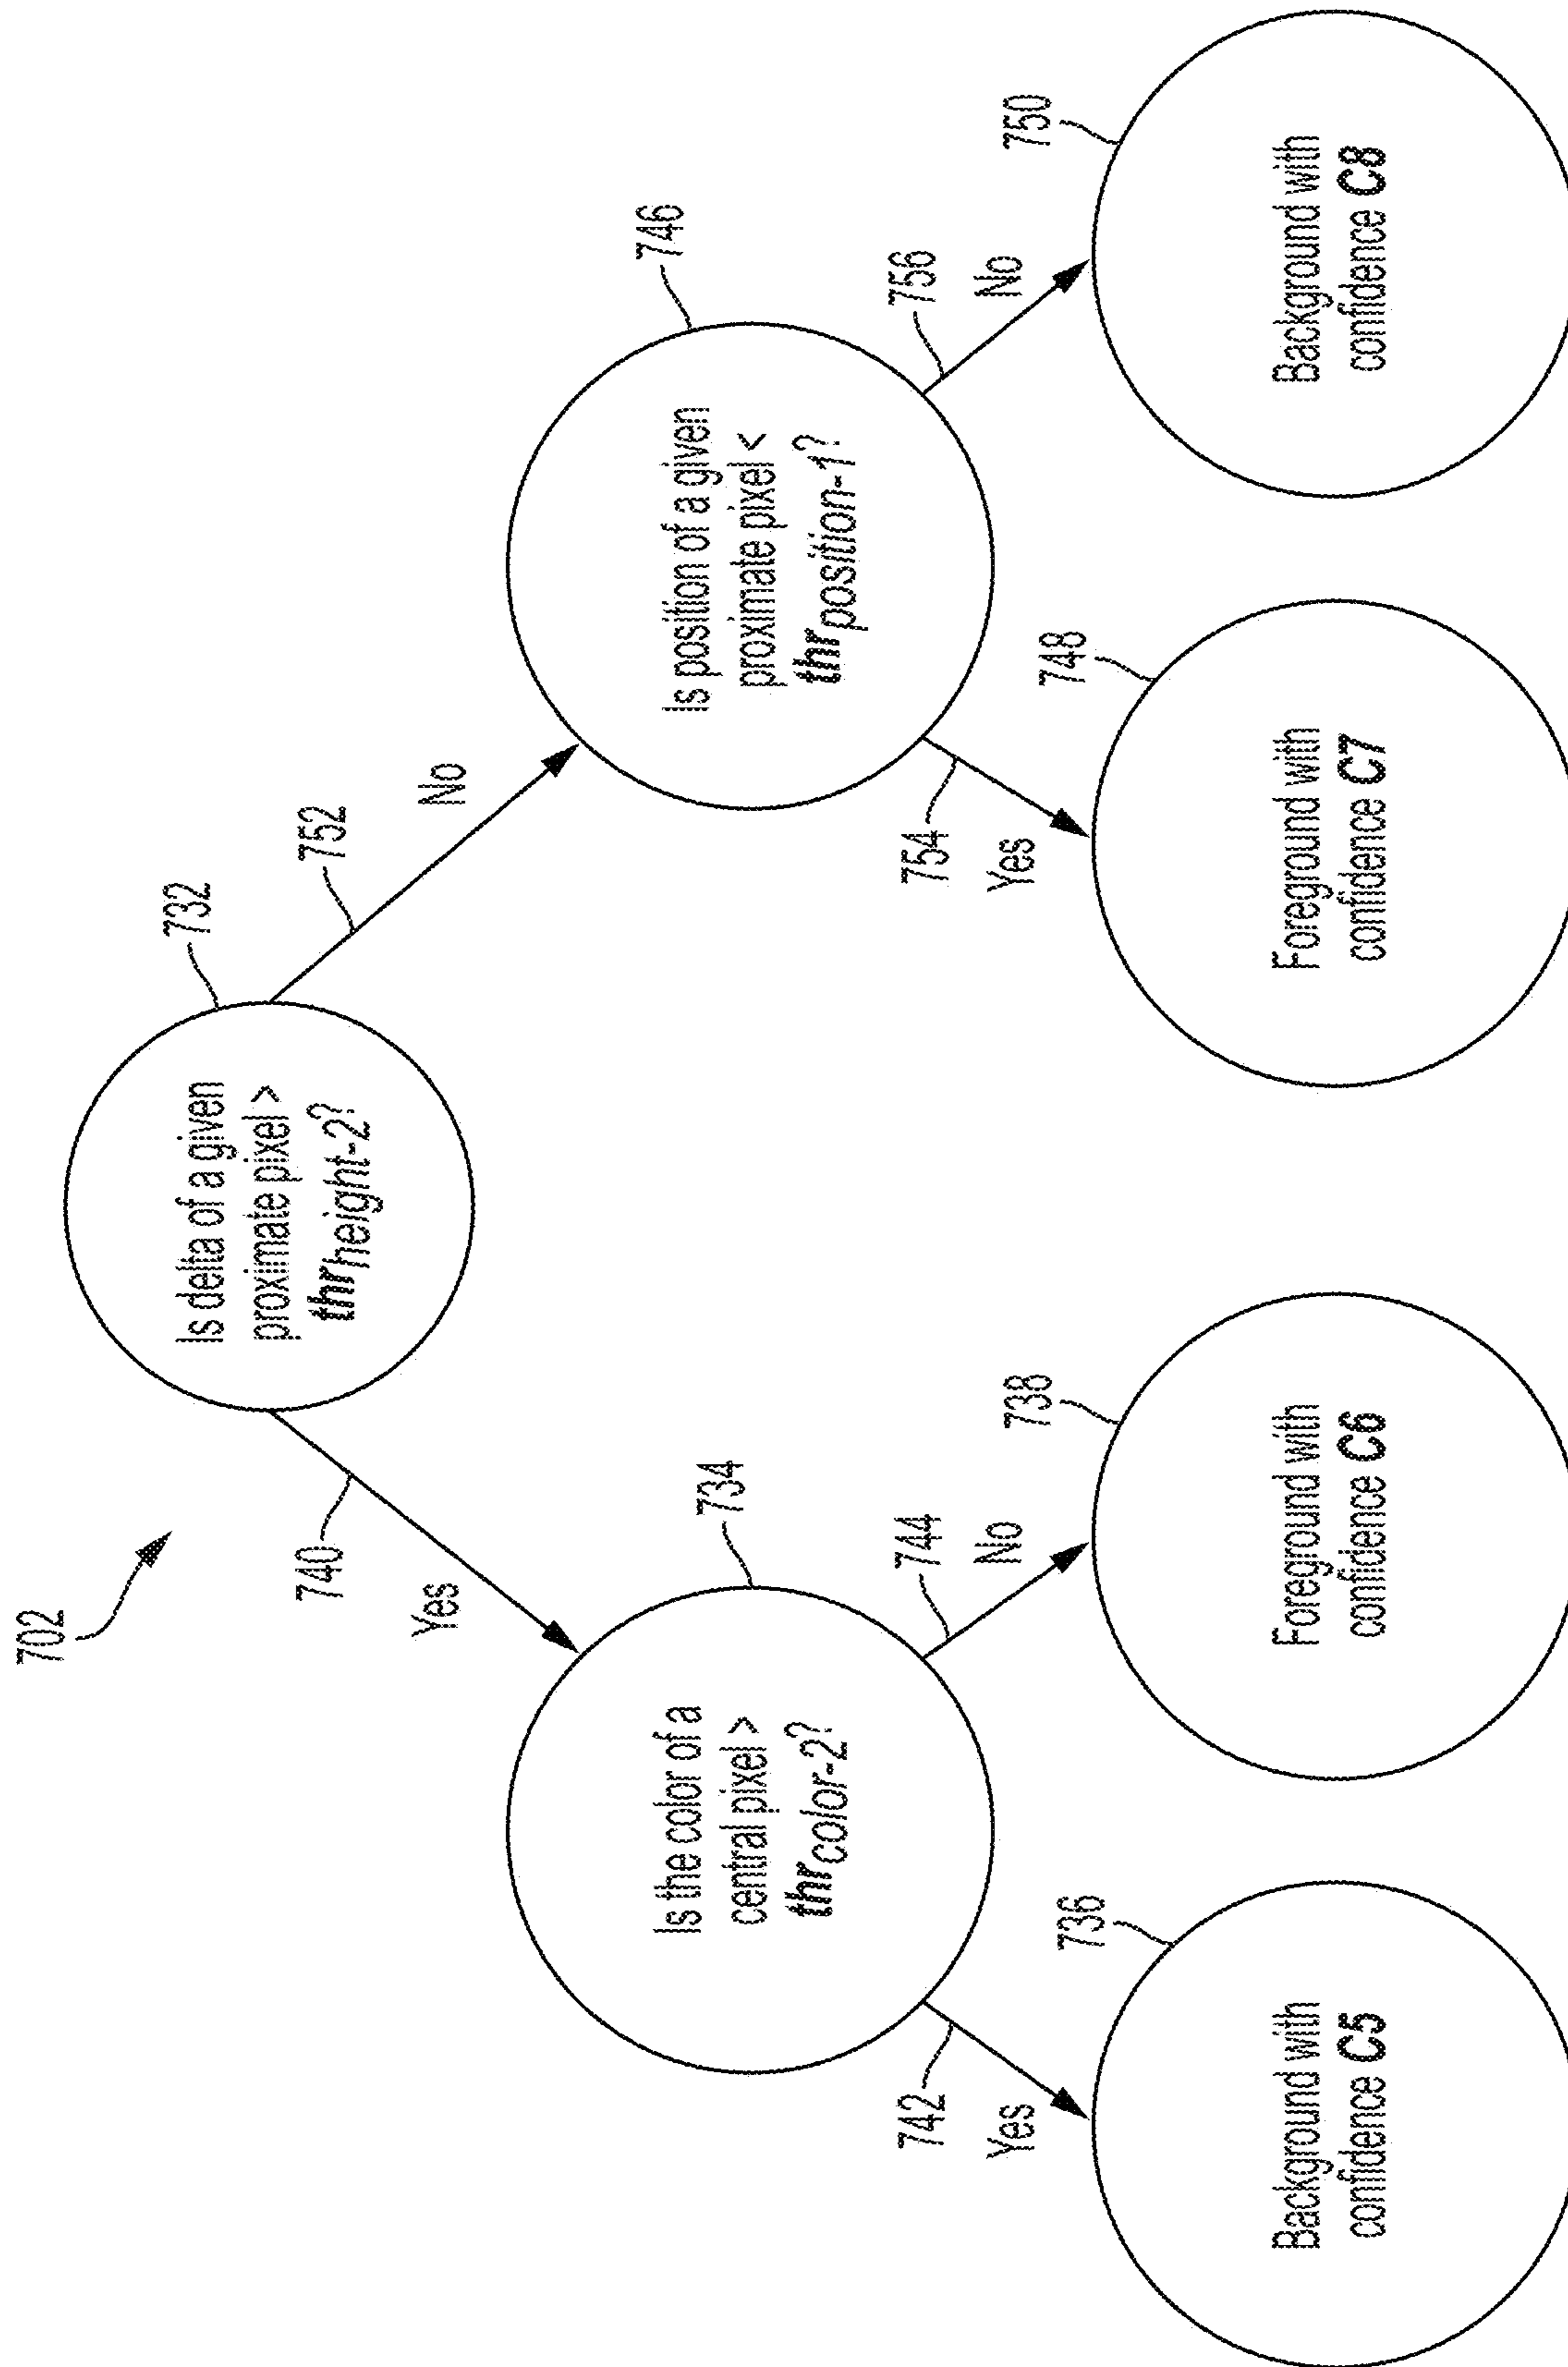 702
732
Is delta of a given
proximate pixel >
thrheight-2?
740
Yes
752
No
734
Is the color of a
central pixel >
thrcolor-2?
746
Is position of a given
proximate pixel <
thrposition-1?
742
Yes
744
No
754
Yes
756
No
736
Background with
confidence C5
738
Foreground with
confidence C6
748
Foreground with
confidence C7
750
Background with
confidence C8